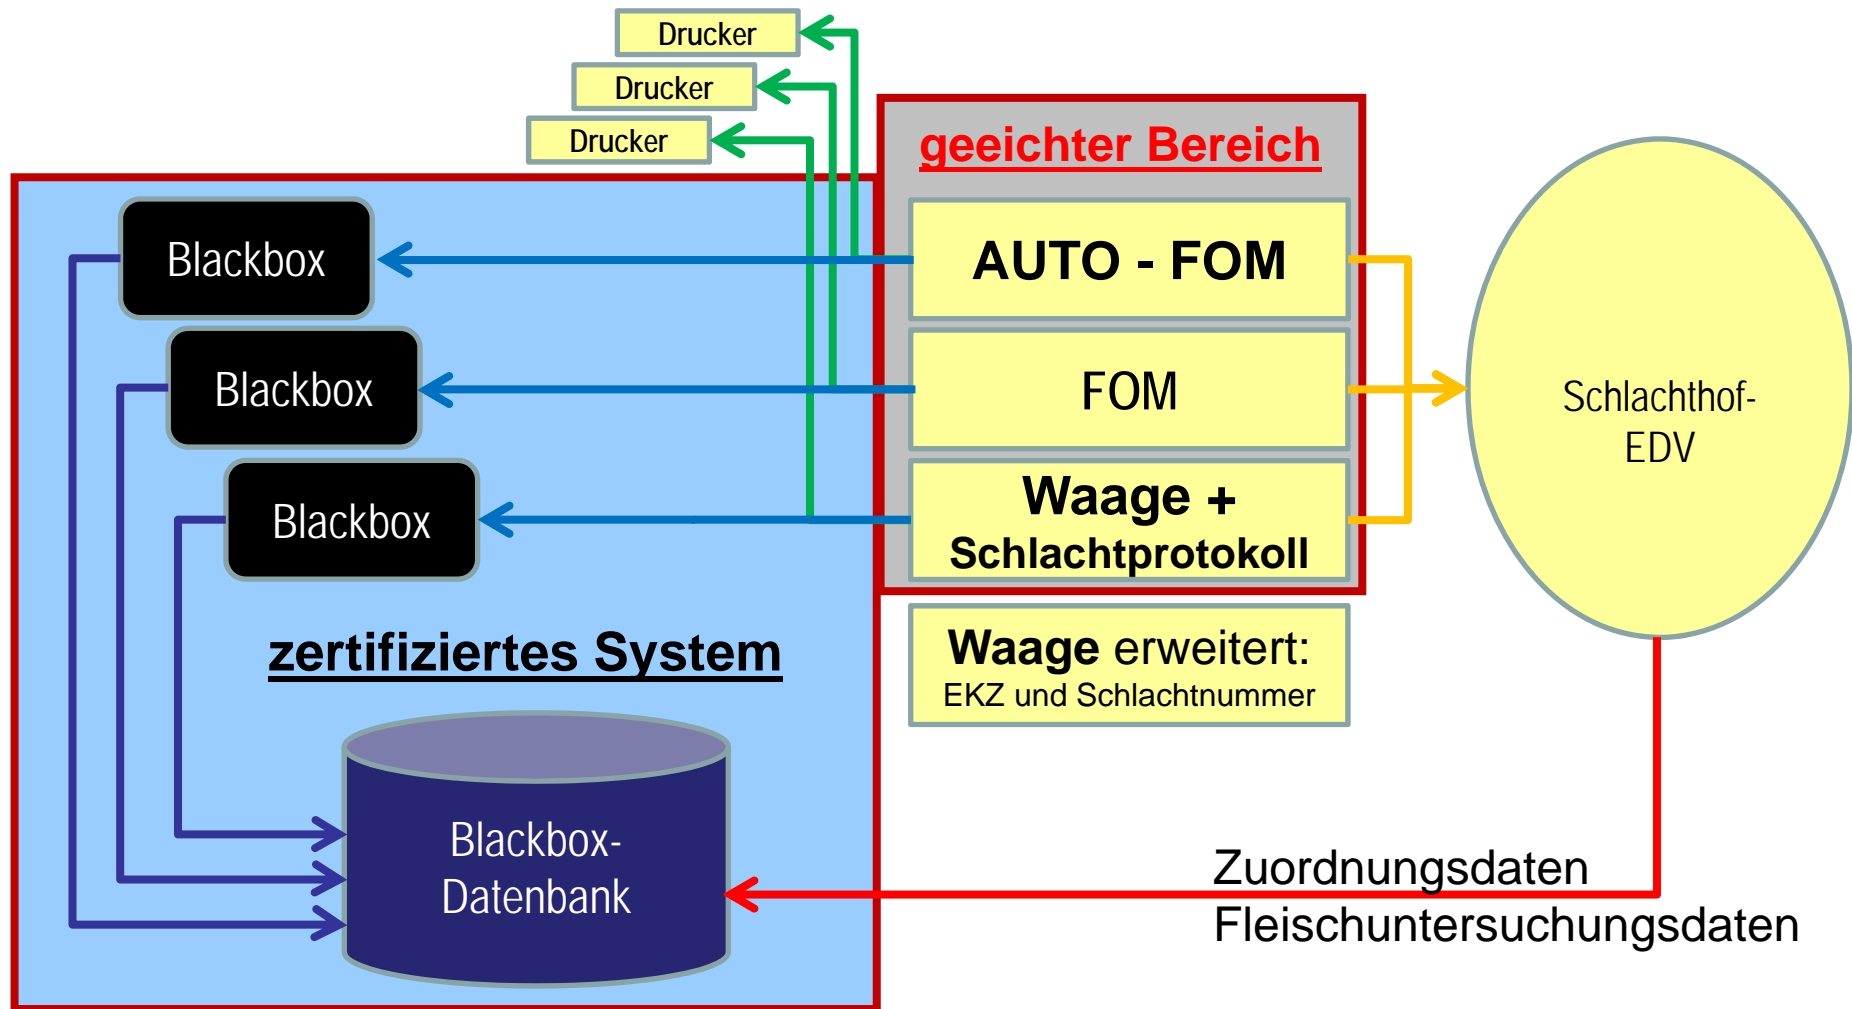 Drucker
Drucker
Drucker
geeichter Bereich
Blackbox
AUTO - FOM
Blackbox
FOM
Schlachthof-
EDV
Blackbox
Waage +
Schlachtprotokoll
zertifiziertes System
Waage erweitert:
EKZ und Schlachtnummer
Blackbox-
Datenbank
Zuordnungsdaten
Fleischuntersuchungsdaten